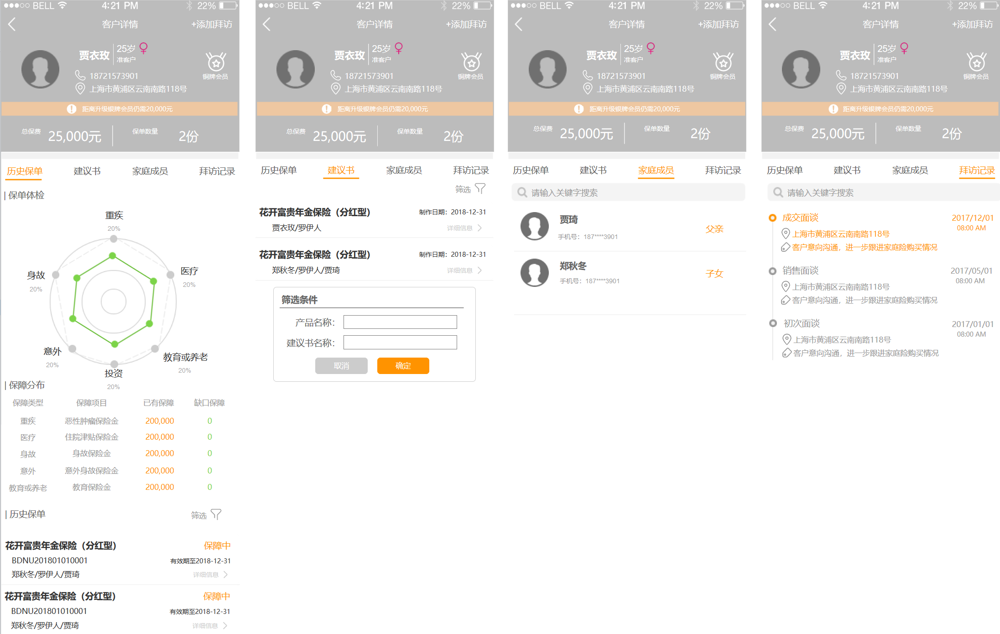 BELL 4:21 PM 22%
客户详情 +添加拜访
贾衣玫 25岁
准客户
18721573901
铜牌会员
上海市黄浦区云南南路118号
距离升级银牌会员仍需20,000元
总保费 25,000元 保单数量 2份
历史保单 建议书 家庭成员 拜访记录
| 保单体检
重疾
20%
医疗
20%
身故
20%
意外
20%
教育或养老
20%
投资
20%
| 保障分布
保障类型 保障项目 已有保障 缺口保障
重疾 恶性肿瘤保险金 200,000 0
医疗 住院津贴保险金 200,000 0
身故 身故保险金 200,000 0
意外 意外身故保险金 200,000 0
教育或养老 教育保险金 200,000 0
| 历史保单 筛选
花开富贵年金保险（分红型） 保障中
BDNU201801010001 有效期至2018-12-31
郑秋冬/罗伊人/贾琦 详细信息
花开富贵年金保险（分红型） 保障中
BDNU201801010001 有效期至2018-12-31
郑秋冬/罗伊人/贾琦 详细信息
BELL 4:21 PM 22%
客户详情 +添加拜访
贾衣玫 25岁
准客户
18721573901
铜牌会员
上海市黄浦区云南南路118号
距离升级银牌会员仍需20,000元
总保费 25,000元 保单数量 2份
历史保单 建议书 家庭成员 拜访记录
筛选
花开富贵年金保险（分红型） 制作日期：2018-12-31
贾衣玫/罗伊人 详细信息
花开富贵年金保险（分红型） 制作日期：2018-12-31
郑秋冬/罗伊人/贾琦 详细信息
筛选条件
产品名称：
建议书名称：
取消 确定
BELL 4:21 PM 22%
客户详情 +添加拜访
贾衣玫 25岁
准客户
18721573901
铜牌会员
上海市黄浦区云南南路118号
距离升级银牌会员仍需20,000元
总保费 25,000元 保单数量 2份
历史保单 建议书 家庭成员 拜访记录
请输入关键字搜索
贾琦
父亲
手机号：187****3901
郑秋冬
子女
手机号：187****3901
BELL 4:21 PM 22%
客户详情 +添加拜访
贾衣玫 25岁
准客户
18721573901
铜牌会员
上海市黄浦区云南南路118号
距离升级银牌会员仍需20,000元
总保费 25,000元 保单数量 2份
历史保单 建议书 家庭成员 拜访记录
请输入关键字搜索
成交面谈 2017/12/01
08:00 AM
上海市黄浦区云南南路118号
客户意向沟通，进一步跟进家庭险购买情况
销售面谈 2017/05/01
08:00 AM
上海市黄浦区云南南路118号
客户意向沟通，进一步跟进家庭险购买情况
初次面谈 2017/01/01
08:00 AM
上海市黄浦区云南南路118号
客户意向沟通，进一步跟进家庭险购买情况